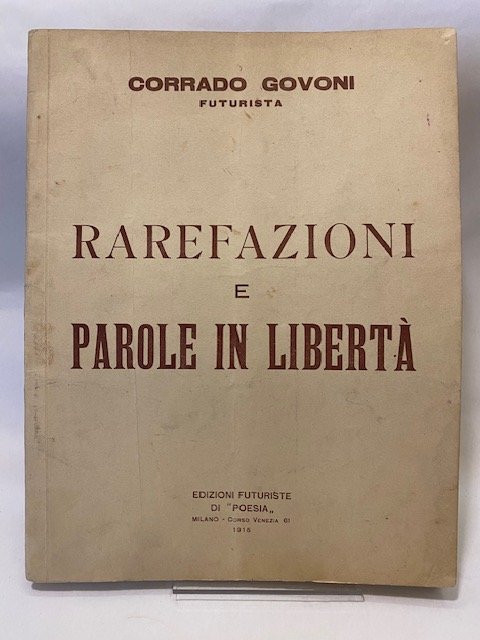 CORRADO GOVONI
FUTURISTA
RAREFAZIONI
E
PAROLE IN LIBERTÀ
EDIZIONI FUTURISTE
DI "POESIA„
MILANO - CORSO VENEZIA 61
1915